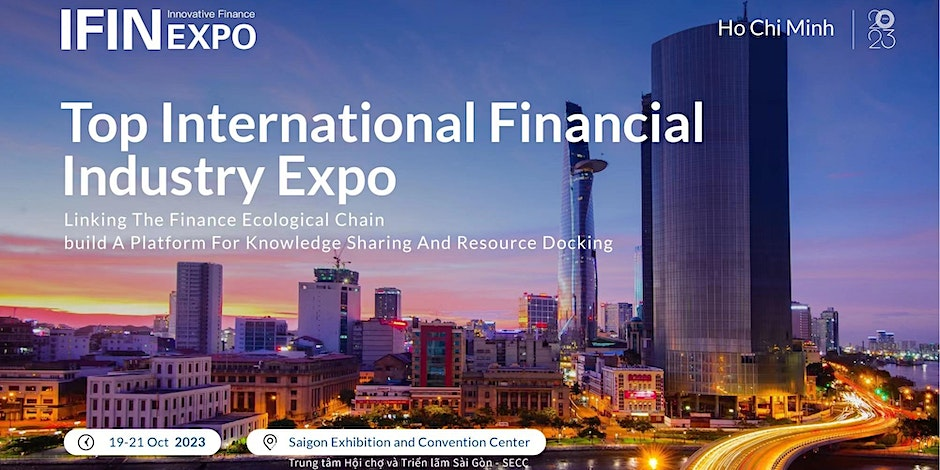 IFINEXPO Innovative Finance
Ho Chi Minh 2023
Top International Financial
Industry Expo
Linking The Finance Ecological Chain
build A Platform For Knowledge Sharing And Resource Docking
19-21 Oct 2023
Saigon Exhibition and Convention Center
Trung tâm Hội chợ và Triển lãm Sài Gòn - SECC